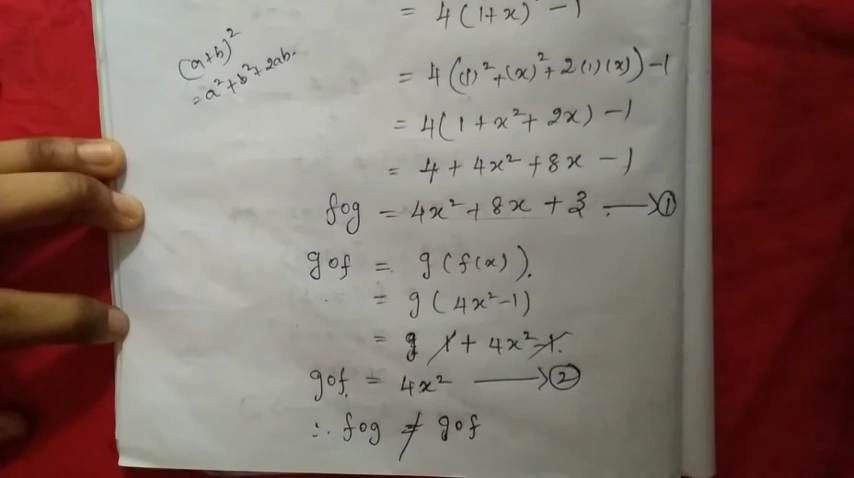 = 4(1+x)² - 1
(a+b)²
= a²+b²+2ab.
= 4((1)²+(x)²+2(1)(x))-1
= 4(1+x²+2x)-1
= 4+4x²+8x-1
fog = 4x²+8x+3. → ①
gof = g(f(x)).
= g(4x²-1)
= 1+4x²-1.
gof. = 4x² → ②
∴ fog ≠ gof